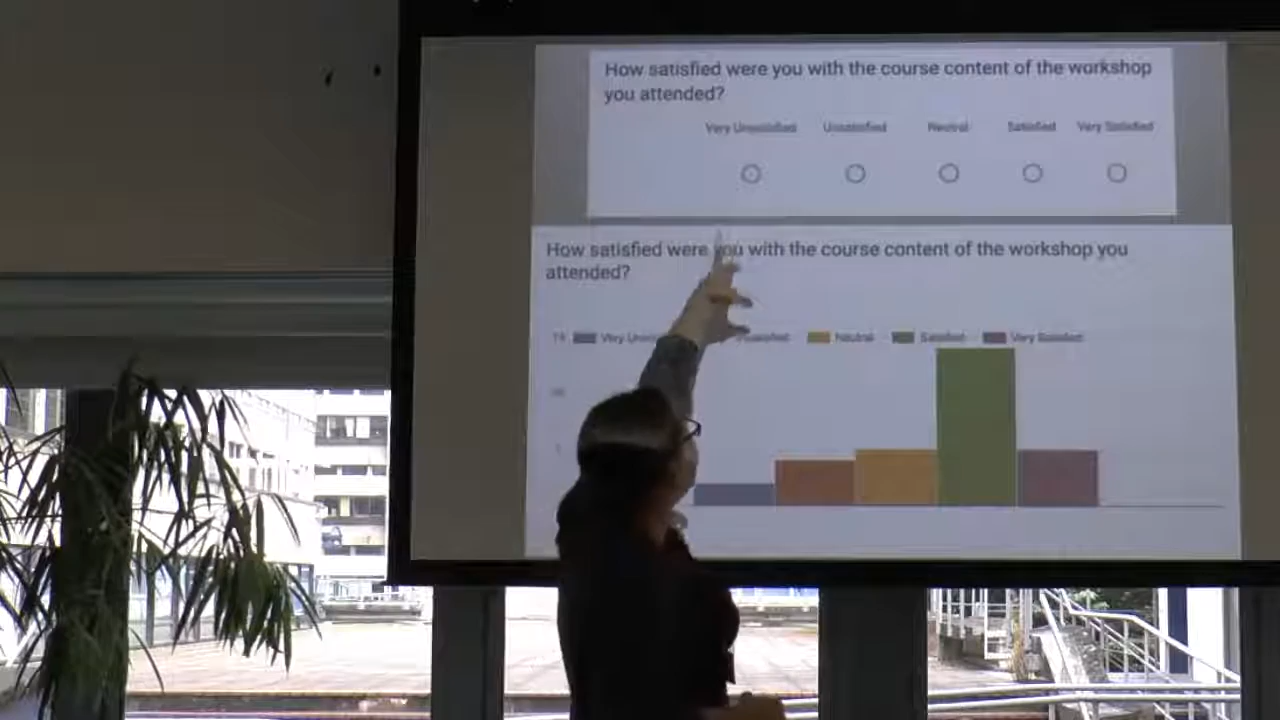 How satisfied were you with the course content of the workshop
you attended?
Very Unsatisfied Unsatisfied Neutral Satisfied Very Satisfied
How satisfied were you with the course content of the workshop you
attended?
Very Neutral Satisfied Very Satisfied